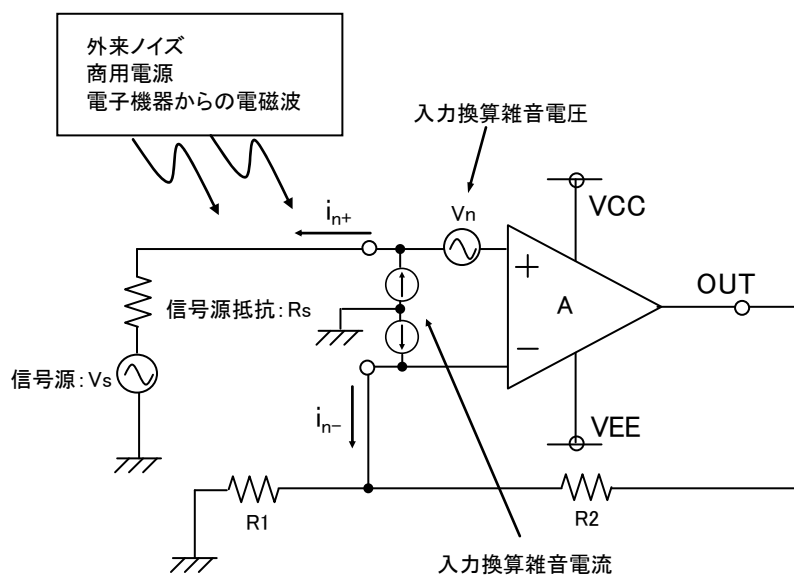 外来ノイズ
商用電源
電子機器からの電磁波
入力換算雑音電圧
in+
Vn
VCC
+
A
OUT
信号源抵抗:Rs
−
信号源:Vs
in−
VEE
R1
R2
入力換算雑音電流